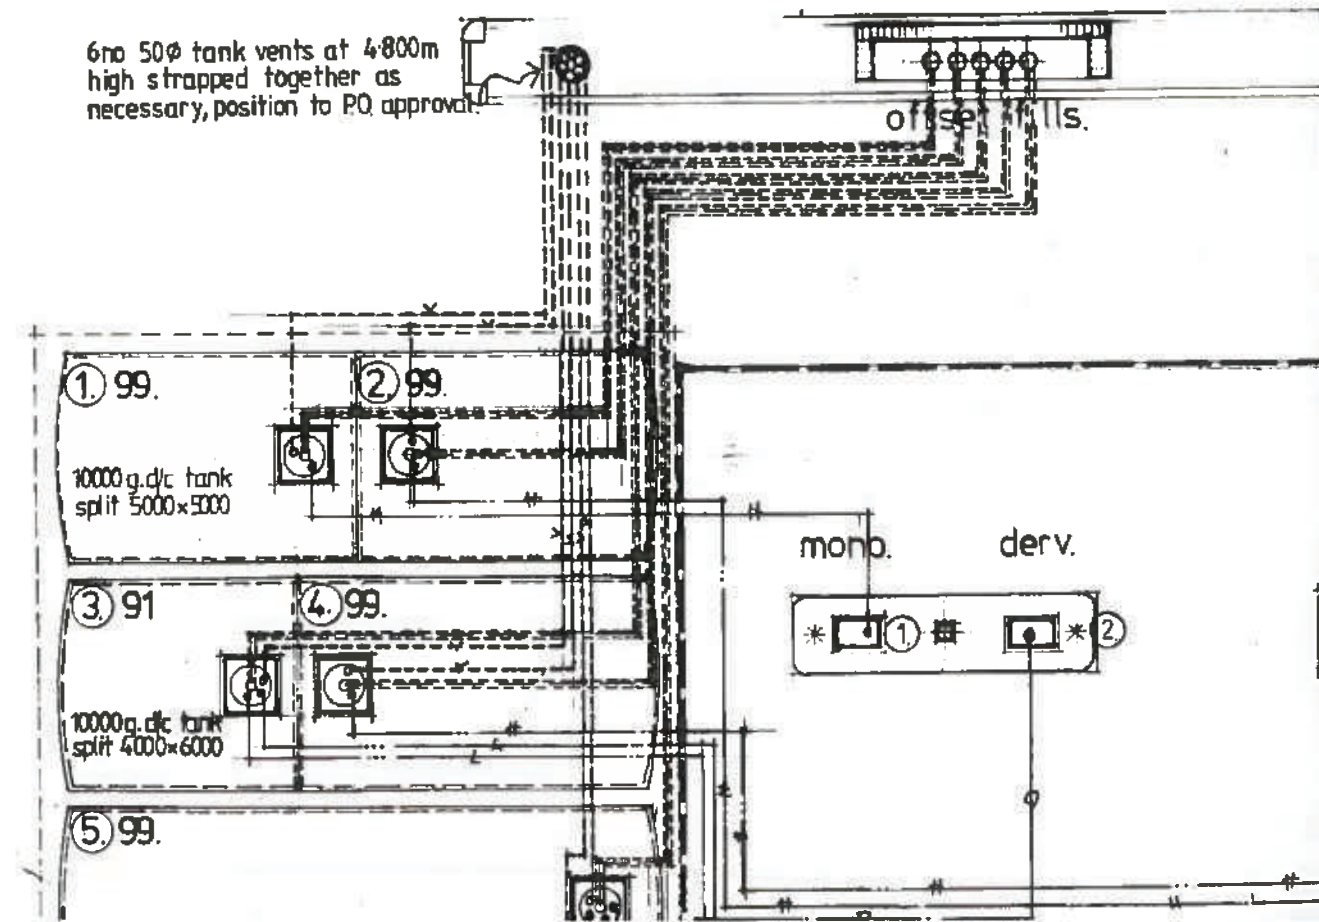 6no 50φ tank vents at 4·800m
high strapped together as
necessary, position to P.O. approval.
offset fills.
1. 99.
2. 99.
10000 g. d/c tank
split 5000×5000
mono. derv.
3. 91
4. 99.
1.
2
10000 g. d/c tank
split 4000×6000
5. 99.